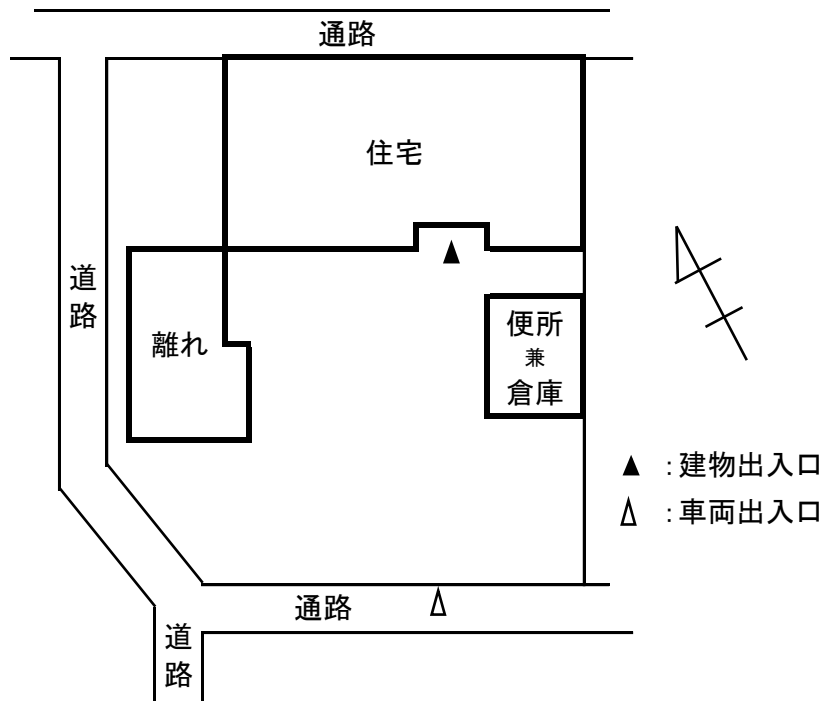 通路
住宅
道路
離れ
便所
兼
倉庫
▲ : 建物出入口
△ : 車両出入口
通路
道路